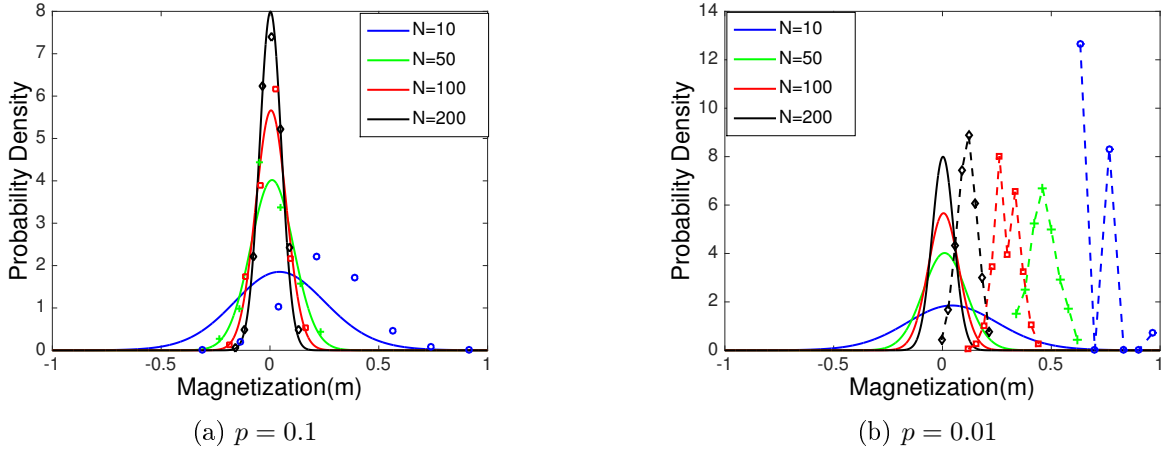 8
7
6
5
4
3
2
1
0
-1
-0.5
0
0.5
1
Probability Density
Magnetization(m)
N=10
N=50
N=100
N=200
(a) p = 0.1
14
12
10
8
6
4
2
0
-1
-0.5
0
0.5
1
Probability Density
Magnetization(m)
N=10
N=50
N=100
N=200
(b) p = 0.01